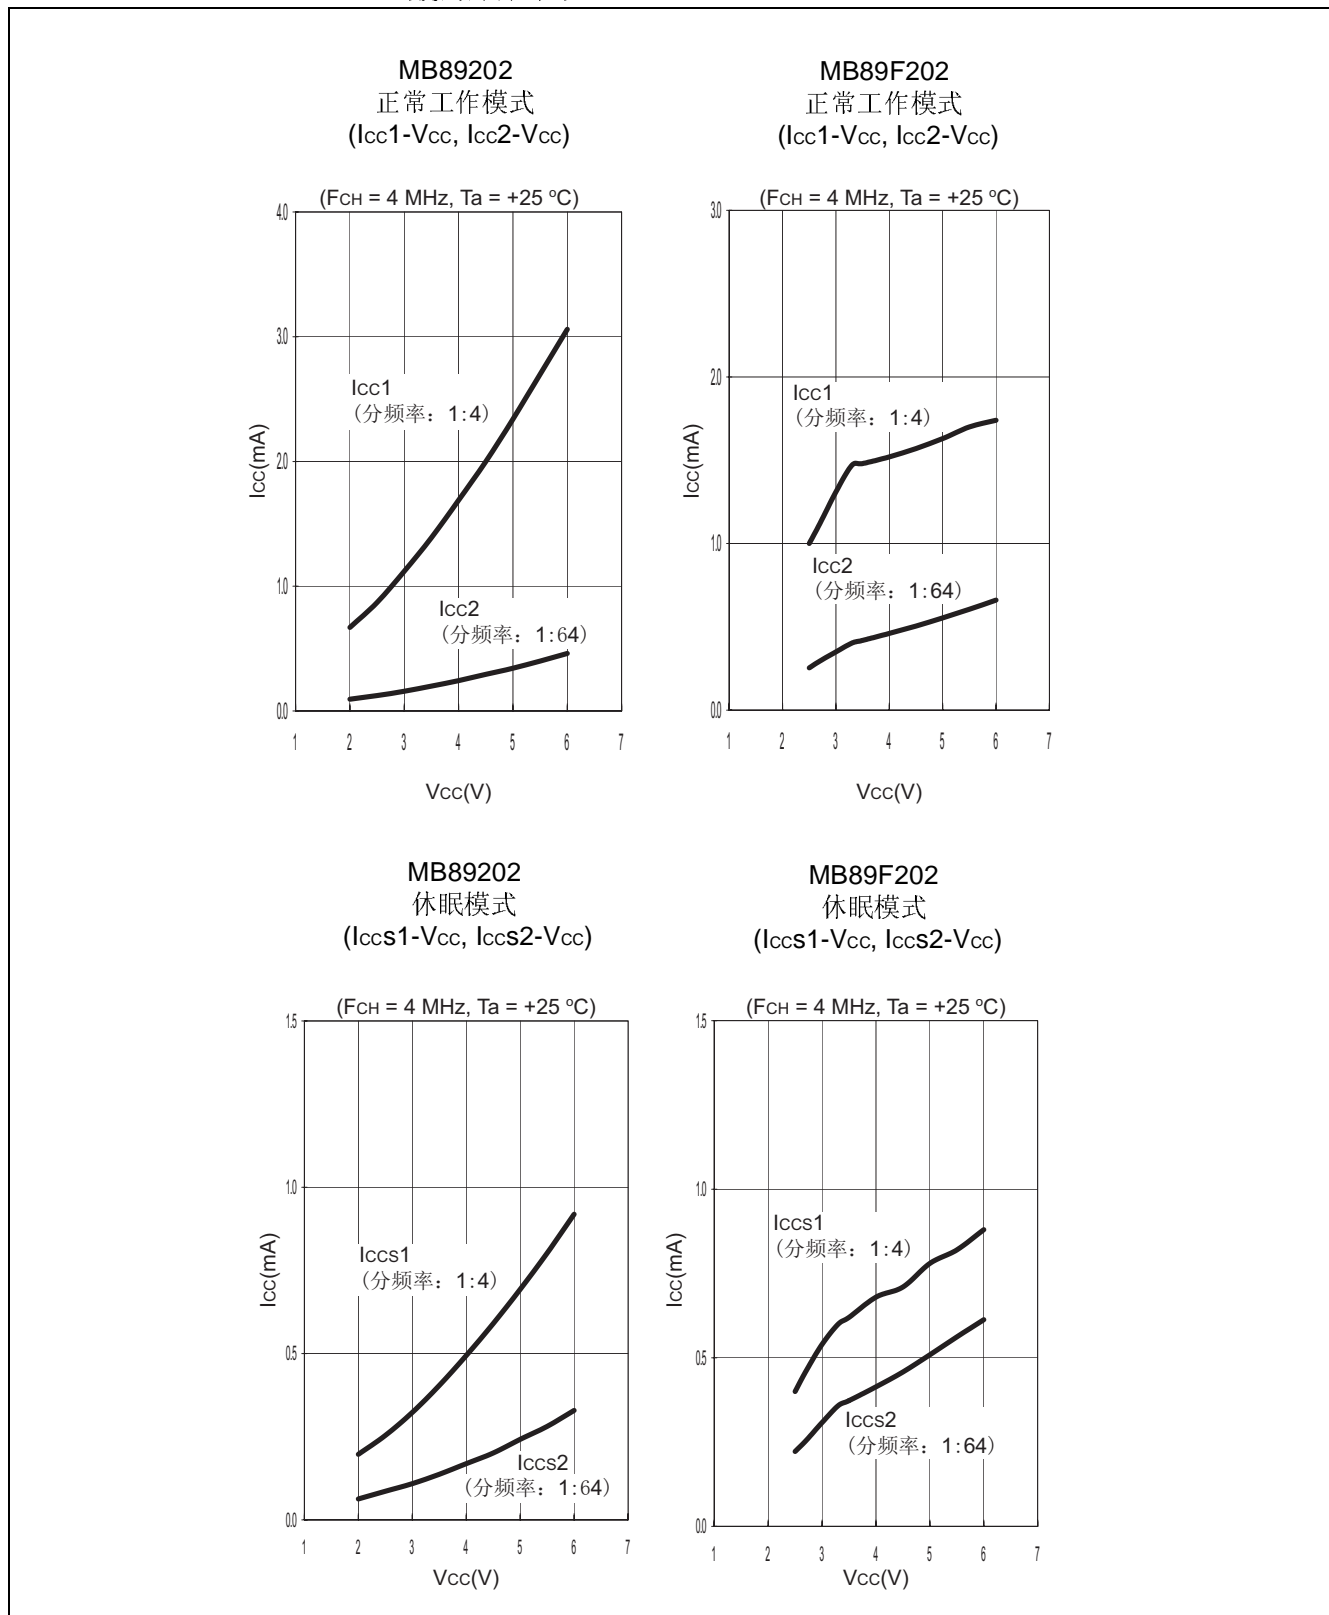 MB89202
正常工作模式
(Icc1-Vcc, Icc2-Vcc)
(FCH = 4 MHz, Ta = +25 ºC)
4.0
3.0
2.0
1.0
0.0
Icc(mA)
Icc1
(分频率：1:4)
Icc2
(分频率：1:64)
1 2 3 4 5 6 7
Vcc(V)
MB89F202
正常工作模式
(Icc1-Vcc, Icc2-Vcc)
(FCH = 4 MHz, Ta = +25 ºC)
3.0
2.0
1.0
0.0
Icc(mA)
Icc1
(分频率：1:4)
Icc2
(分频率：1:64)
1 2 3 4 5 6 7
Vcc(V)
MB89202
休眠模式
(Iccs1-Vcc, Iccs2-Vcc)
(FCH = 4 MHz, Ta = +25 ºC)
1.5
1.0
0.5
0.0
Icc(mA)
Iccs1
(分频率：1:4)
Iccs2
(分频率：1:64)
1 2 3 4 5 6 7
Vcc(V)
MB89F202
休眠模式
(Iccs1-Vcc, Iccs2-Vcc)
(FCH = 4 MHz, Ta = +25 ºC)
1.5
1.0
0.5
0.0
Icc(mA)
Iccs1
(分频率：1:4)
Iccs2
(分频率：1:64)
1 2 3 4 5 6 7
Vcc(V)